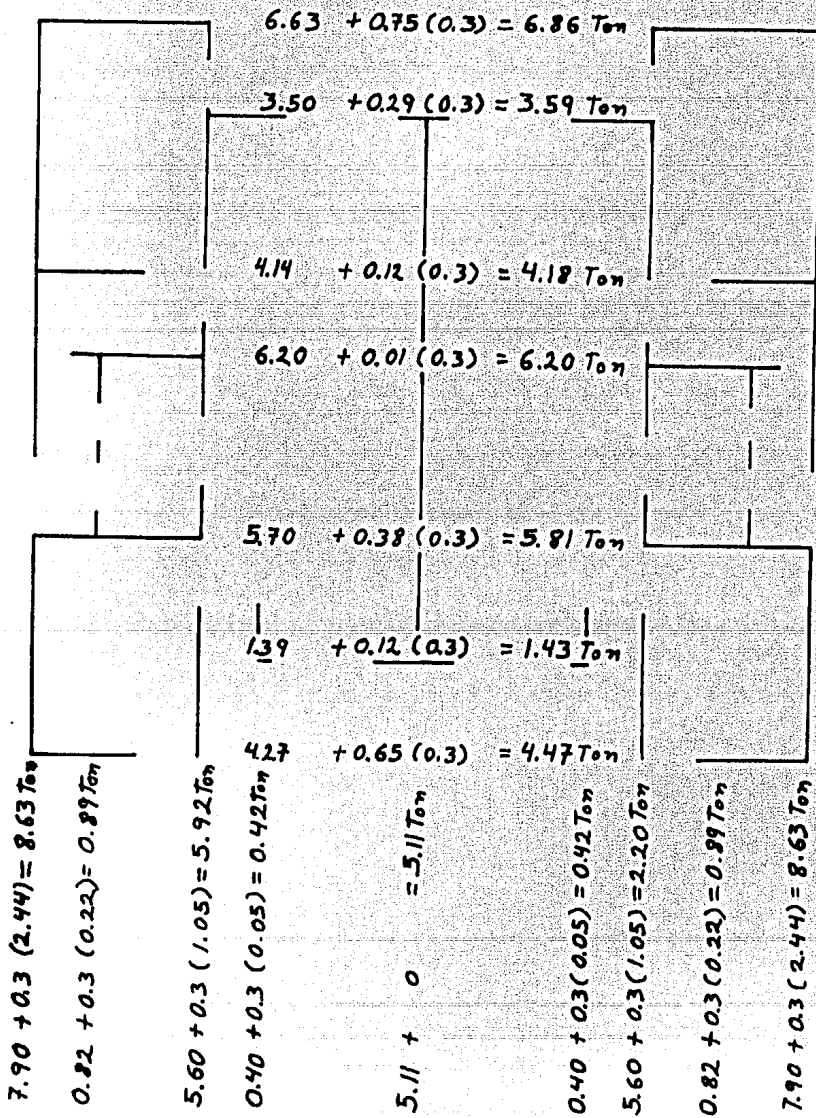 6.63 + 0.75 (0.3) = 6.86 Ton
3.50 + 0.29 (0.3) = 3.59 Ton
4.14 + 0.12 (0.3) = 4.18 Ton
6.20 + 0.01 (0.3) = 6.20 Ton
5.70 + 0.38 (0.3) = 5.81 Ton
1.39 + 0.12 (0.3) = 1.43 Ton
4.27 + 0.65 (0.3) = 4.47 Ton
7.90 + 0.3 (2.44) = 8.63 Ton
0.82 + 0.3 (0.22) = 0.89 Ton
5.60 + 0.3 (1.05) = 5.92 Ton
0.40 + 0.3 (0.05) = 0.42 Ton
5.11 + 0 = 5.11 Ton
0.40 + 0.3 (0.05) = 0.42 Ton
5.60 + 0.3 (1.05) = 2.20 Ton
0.82 + 0.3 (0.22) = 0.89 Ton
7.90 + 0.3 (2.44) = 8.63 Ton